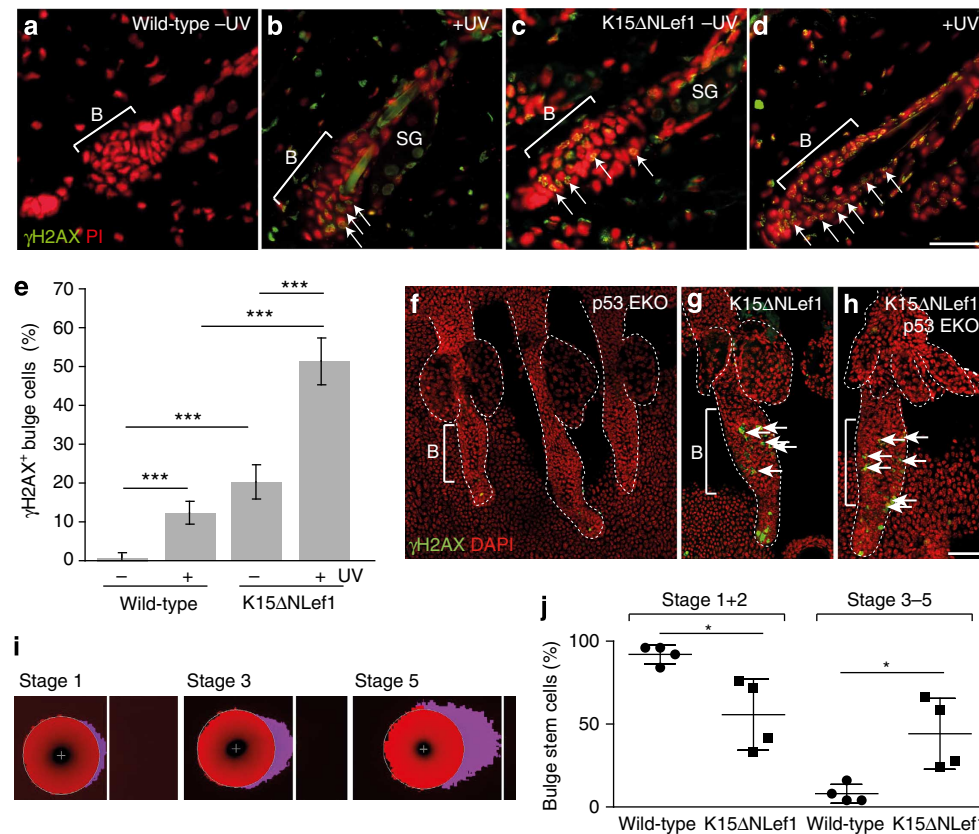 a Wild-type –UV
b +UV
c K15ΔNLef1 –UV
d +UV
B
B
SG
B
SG
B
γH2AX PI
e
γH2AX+ bulge cells (%)
70
60
50
40
30
20
10
0
***
***
***
***
– + – + UV
Wild-type K15ΔNLef1
f p53 EKO
g K15ΔNLef1
h K15ΔNLef1
p53 EKO
B
B
γH2AX DAPI
i
Stage 1 Stage 3 Stage 5
j
Stage 1+2 Stage 3–5
Bulge stem cells (%)
100
50
0
*
*
Wild-type K15ΔNLef1 Wild-type K15ΔNLef